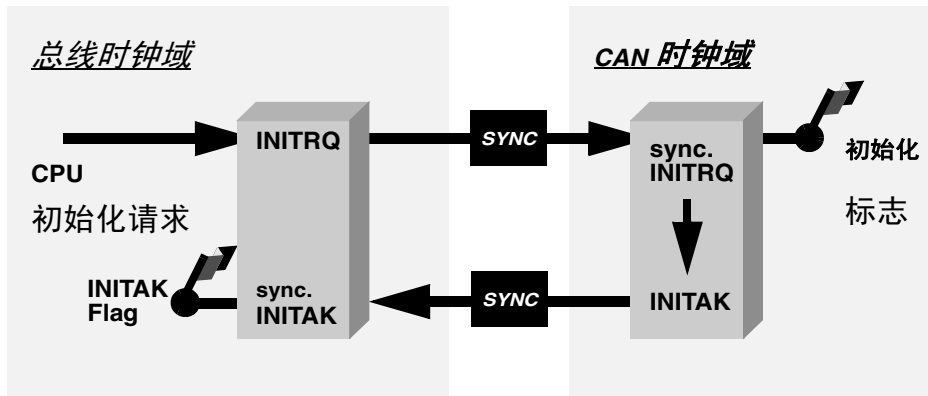 总线时钟域
CAN 时钟域
INITRQ
SYNC
sync.
INITRQ
初始化
标志
CPU
初始化请求
INITAK
Flag
sync.
INITAK
SYNC
INITAK